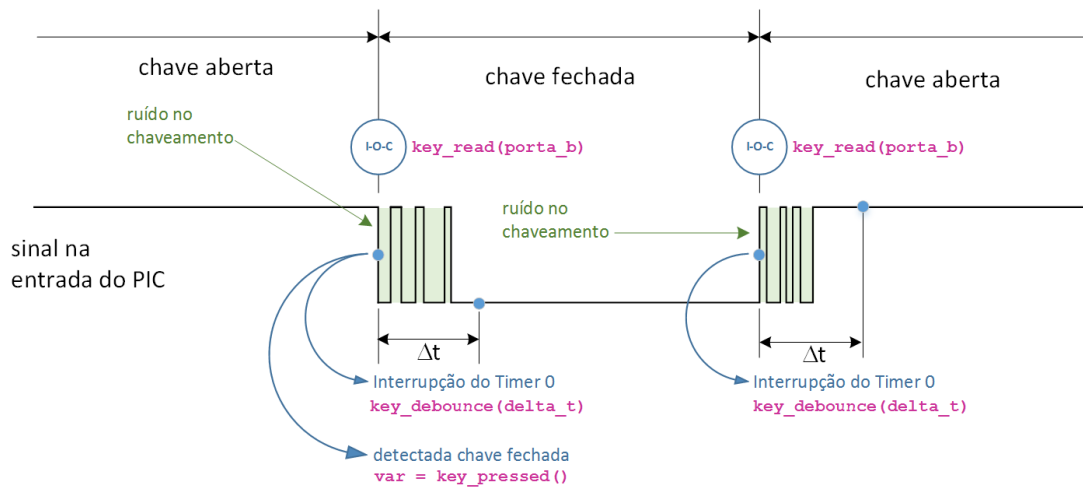 chave aberta
chave fechada
chave aberta
ruído no
chaveamento
I-O-C
key_read(porta_b)
I-O-C
key_read(porta_b)
ruído no
chaveamento
sinal na
entrada do PIC
Δt
Δt
Interrupção do Timer 0
key_debounce(delta_t)
Interrupção do Timer 0
key_debounce(delta_t)
detectada chave fechada
var = key_pressed()